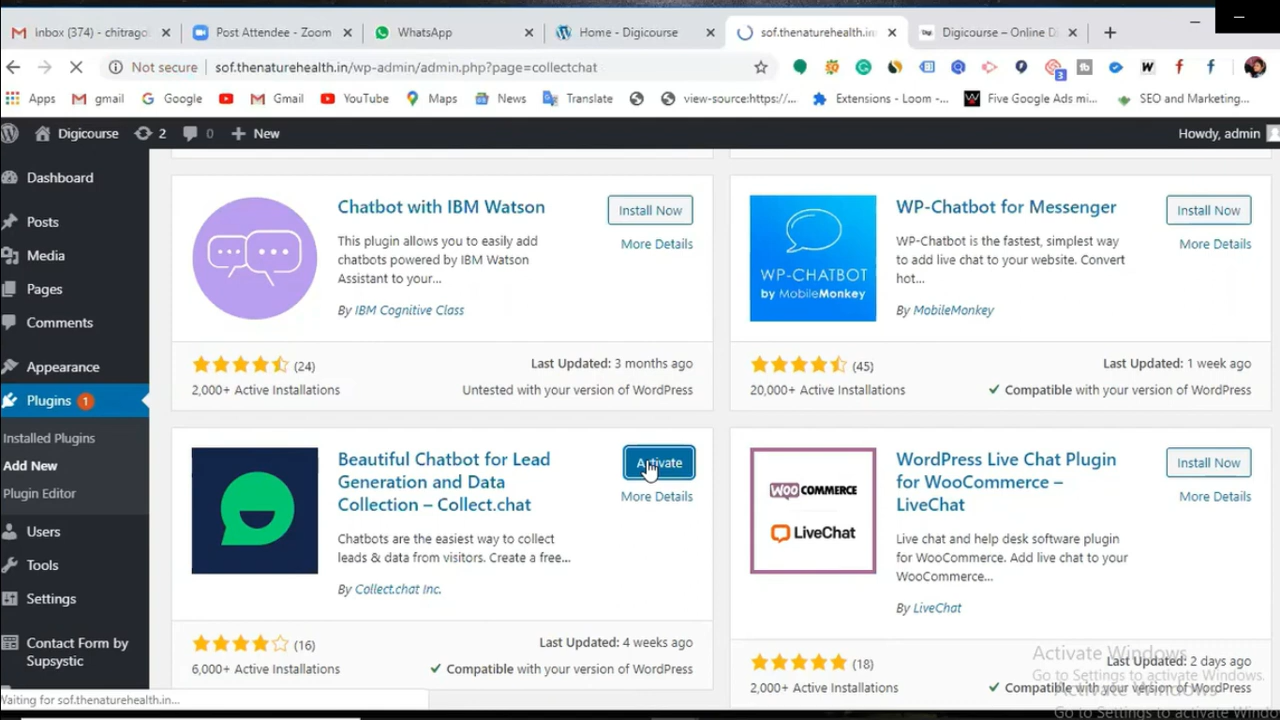 Inbox (374) - chitrago
Post Attendee - Zoom
WhatsApp
Home - Digicourse
sof.thenaturehealth.in
Digicourse – Online D
Not secure
sof.thenaturehealth.in/wp-admin/admin.php?page=collectchat
3
Apps
gmail
Google
Gmail
YouTube
Maps
News
Translate
view-source:https://...
Extensions - Loom -...
Five Google Ads mi...
SEO and Marketing...
Digicourse
2
0
New
Howdy, admin
Dashboard
Posts
Media
Pages
Comments
Appearance
Plugins 1
Installed Plugins
Add New
Plugin Editor
Users
Tools
Settings
Contact Form by
Supsystic
Chatbot with IBM Watson
Install Now
More Details
This plugin allows you to easily add
chatbots powered by IBM Watson
Assistant to your...
By IBM Cognitive Class
(24)
2,000+ Active Installations
Last Updated: 3 months ago
Untested with your version of WordPress
WP-CHATBOT
by MobileMonkey
WP-Chatbot for Messenger
Install Now
More Details
WP-Chatbot is the fastest, simplest way
to add live chat to your website. Convert
hot...
By MobileMonkey
(45)
20,000+ Active Installations
Last Updated: 1 week ago
Compatible with your version of WordPress
Beautiful Chatbot for Lead
Generation and Data
Collection – Collect.chat
Activate
More Details
Chatbots are the easiest way to collect
leads & data from visitors. Create a free...
By Collect.chat Inc.
(16)
6,000+ Active Installations
Last Updated: 4 weeks ago
Compatible with your version of WordPress
WOO COMMERCE
LiveChat
WordPress Live Chat Plugin
for WooCommerce –
LiveChat
Install Now
More Details
Live chat and help desk software plugin
for WooCommerce. Add live chat to your
WooCommerce...
By LiveChat
(18)
2,000+ Active Installations
Last Updated: 2 days ago
Compatible with your version of WordPress
Activate Windows
Go to Settings to activate Windows.
Activate Windows
Go to Settings to activate Windo
Waiting for sof.thenaturehealth.in...